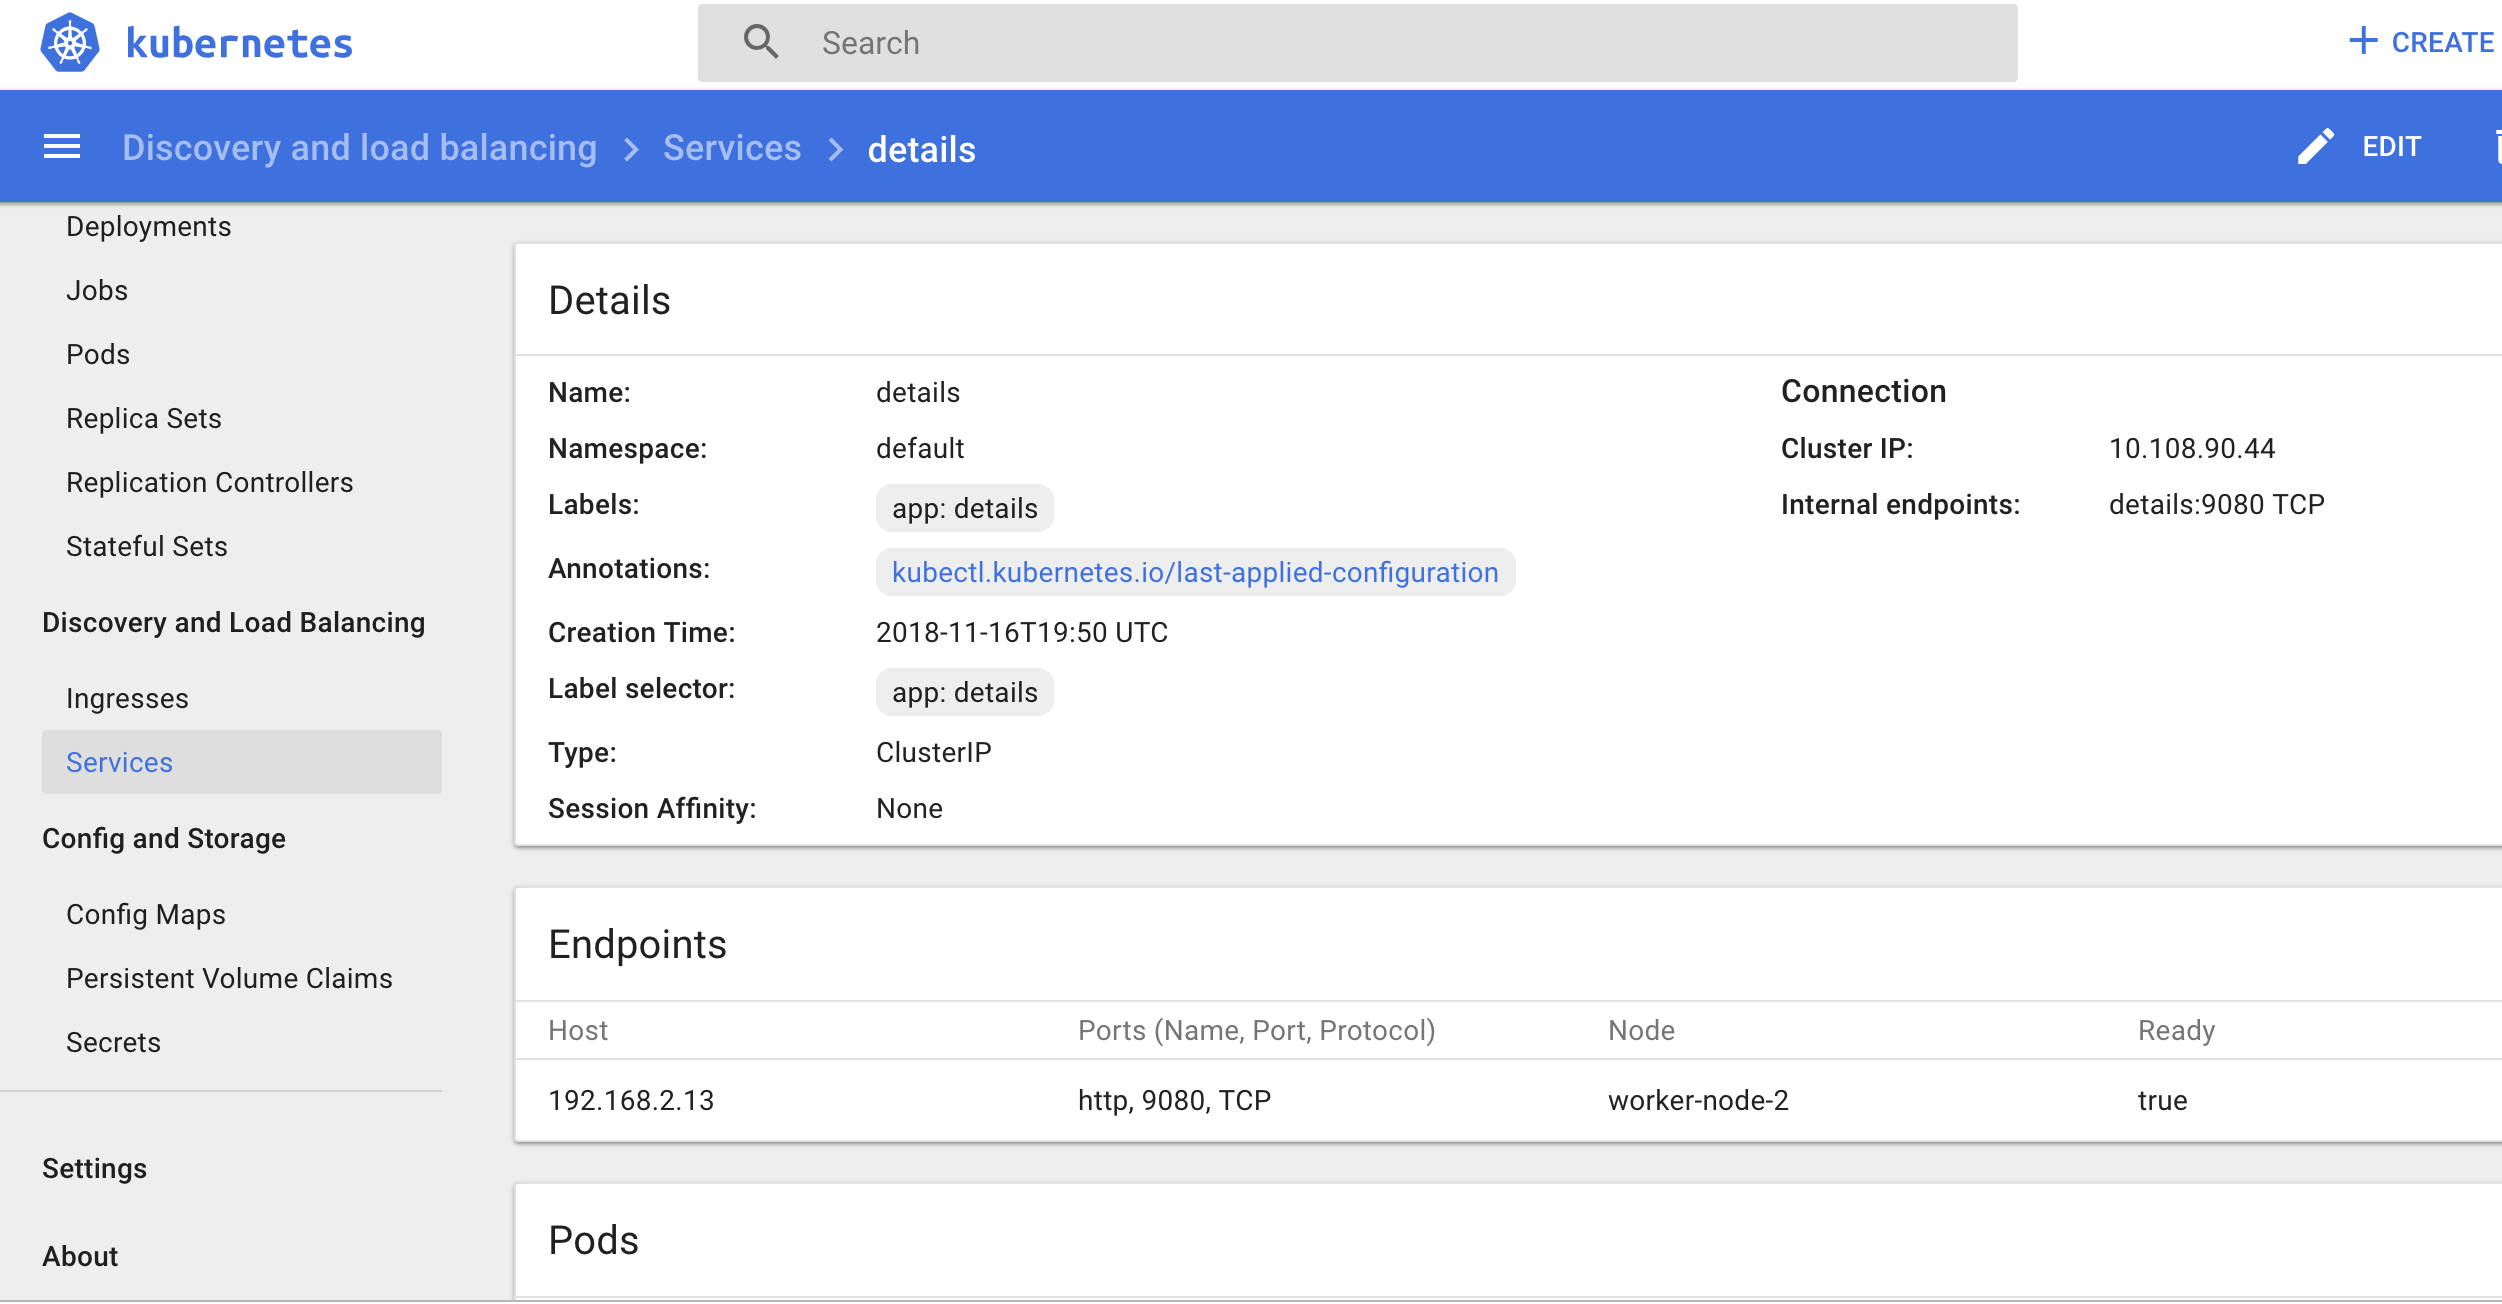 kubernetes
Search
CREATE
Discovery and load balancing > Services > details
EDIT
Deployments
Jobs
Pods
Replica Sets
Replication Controllers
Stateful Sets
Discovery and Load Balancing
Ingresses
Services
Config and Storage
Config Maps
Persistent Volume Claims
Secrets
Settings
About
Details
Name: details
Namespace: default
Labels: app: details
Annotations: kubectl.kubernetes.io/last-applied-configuration
Creation Time: 2018-11-16T19:50 UTC
Label selector: app: details
Type: ClusterIP
Session Affinity: None
Connection
Cluster IP: 10.108.90.44
Internal endpoints: details:9080 TCP
Endpoints
Host Ports (Name, Port, Protocol) Node Ready
192.168.2.13 http, 9080, TCP worker-node-2 true
Pods